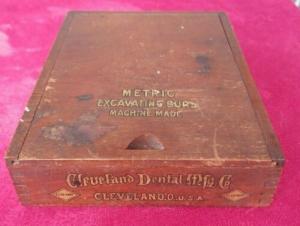 METRIC
EXCAVATING BURS
MACHINE MADE
Cleveland Dental Mfg Co
CLEVELAND.O.U.S.A